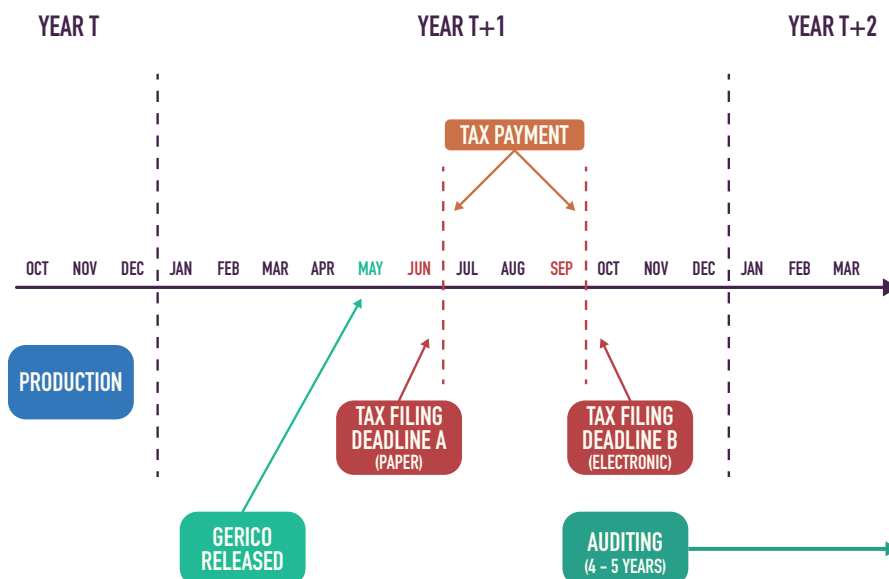 YEAR T
YEAR T+1
YEAR T+2
TAX PAYMENT
OCT NOV DEC JAN FEB MAR APR MAY JUN JUL AUG SEP OCT NOV DEC JAN FEB MAR
PRODUCTION
TAX FILING
DEADLINE A
(PAPER)
TAX FILING
DEADLINE B
(ELECTRONIC)
GERICO
RELEASED
AUDITING
(4 – 5 YEARS)